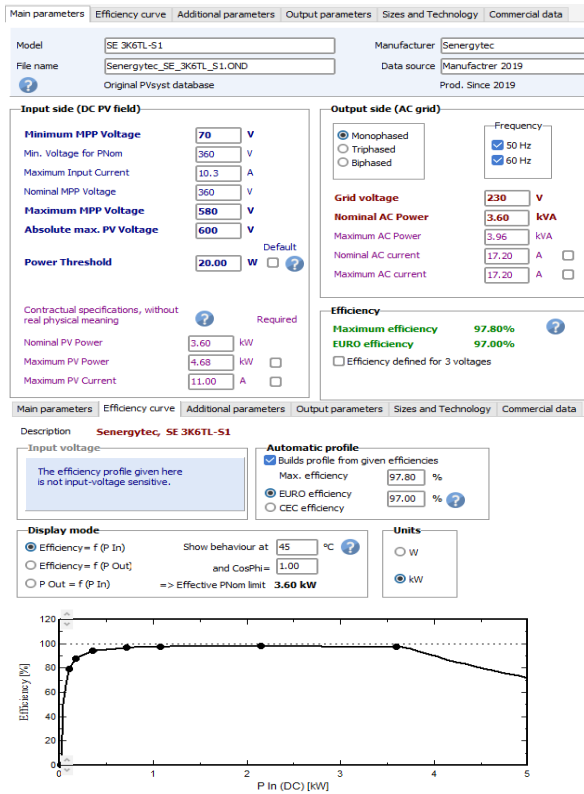 Main parameters Efficiency curve Additional parameters Output parameters Sizes and Technology Commercial data
Model SE 3K6TL-S1 Manufacturer Senergytec
File name Senergytec_SE_3K6TL_S1.OND Data source Manufactrer 2019
? Original PVsyst database Prod. Since 2019
Input side (DC PV field)
Minimum MPP Voltage 70 V
Min. Voltage for PNom 360 V
Maximum Input Current 10.3 A
Nominal MPP Voltage 360 V
Maximum MPP Voltage 580 V
Absolute max. PV Voltage 600 V
Default
Power Threshold 20.00 W ?
Contractual specifications, without
real physical meaning ? Required
Nominal PV Power 3.60 kW
Maximum PV Power 4.68 kW
Maximum PV Current 11.00 A
Output side (AC grid)
Monophased
Triphased
Biphased
Frequency
50 Hz
60 Hz
Grid voltage 230 V
Nominal AC Power 3.60 kVA
Maximum AC Power 3.96 kVA
Nominal AC current 17.20 A
Maximum AC current 17.20 A
Efficiency
Maximum efficiency 97.80% ?
EURO efficiency 97.00%
Efficiency defined for 3 voltages
Main parameters Efficiency curve Additional parameters Output parameters Sizes and Technology Commercial data
Description Senergytec, SE 3K6TL-S1
Input voltage
The efficiency profile given here
is not input-voltage sensitive.
Automatic profile
Builds profile from given efficiencies
Max. efficiency 97.80 %
EURO efficiency 97.00 % ?
CEC efficiency
Display mode
Efficiency= f (P In) Show behaviour at 45 °C ?
Efficiency= f (P Out) and CosPhi= 1.00
P Out = f (P In) => Effective PNom limit 3.60 kW
Units
W
kW
120
100
80
60
40
20
0
Efficiency [%]
0 1 2 3 4 5
P In (DC) [kW]